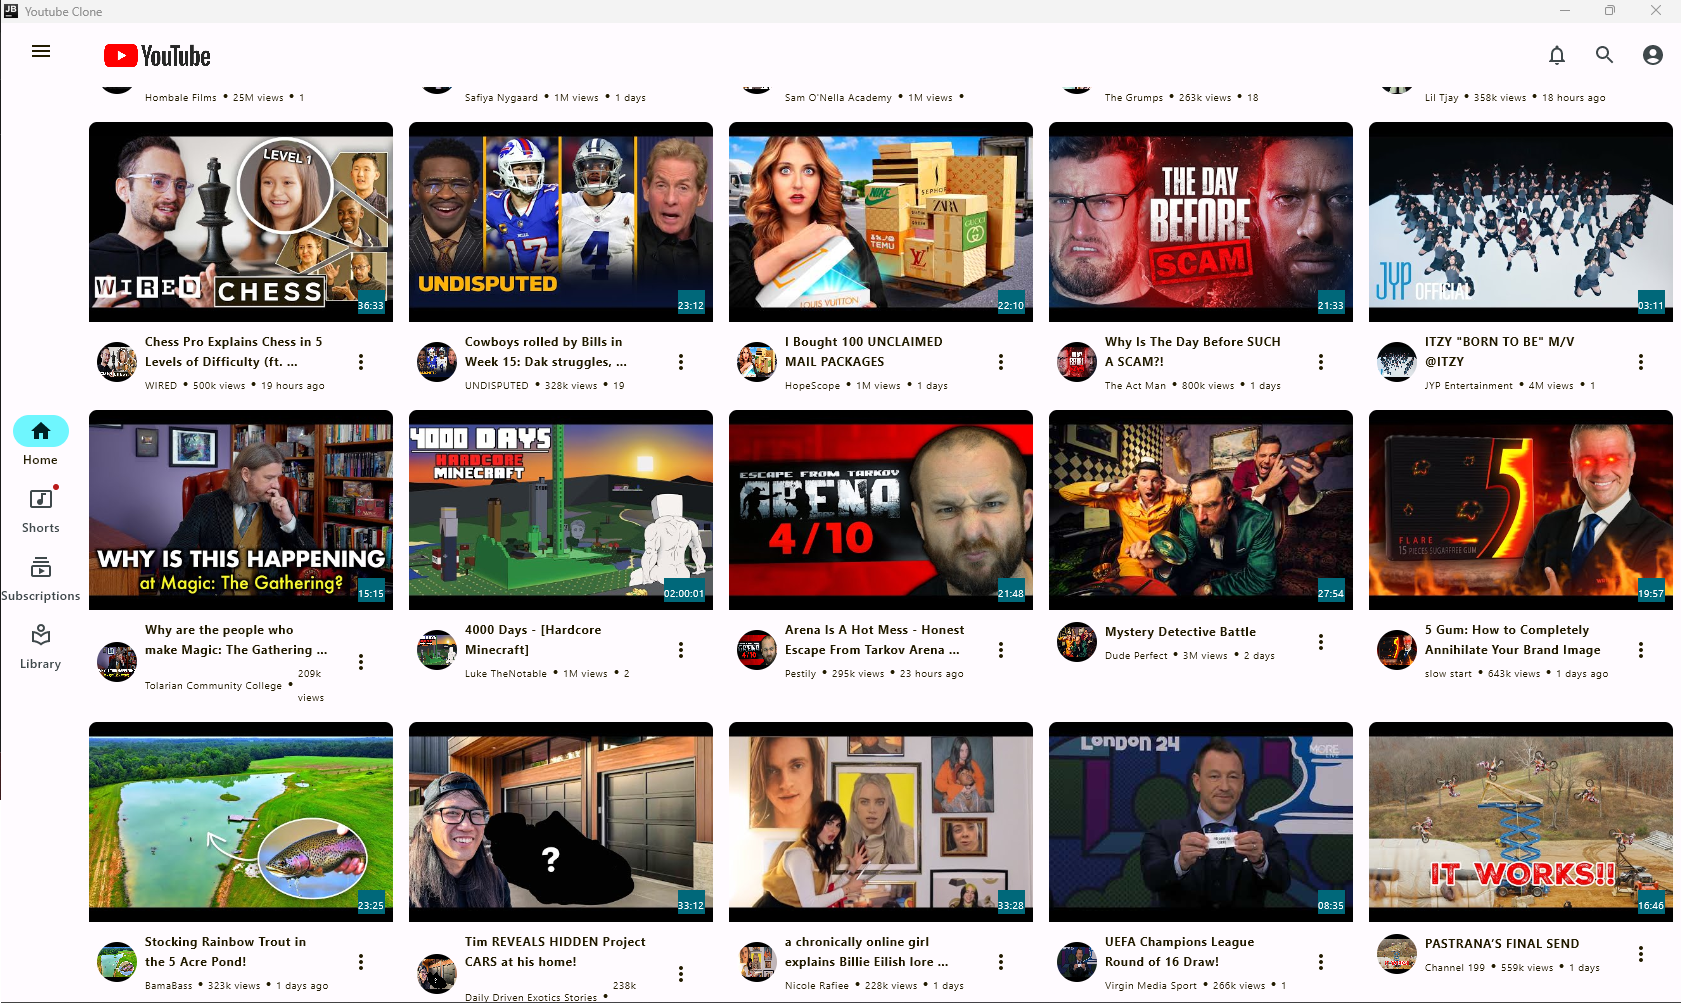 Youtube Clone
YouTube
Hombale Films • 25M views • 1
Safiya Nygaard • 1M views • 1 days
Sam O'Nella Academy • 1M views •
The Grumps • 263k views • 18
Lil Tjay • 358k views • 18 hours ago
LEVEL 1
WIRED CHESS
36:33
UNDISPUTED
23:12
NIKE
SEPHORA
ZARA
GUCCI
TEMU
LOUIS VUITTON
22:10
THE DAY
BEFORE
SCAM
21:33
JYP OFFICIAL
03:11
Chess Pro Explains Chess in 5
Levels of Difficulty (ft. ...
WIRED • 500k views • 19 hours ago
Cowboys rolled by Bills in
Week 15: Dak struggles, ...
UNDISPUTED • 328k views • 19
I Bought 100 UNCLAIMED
MAIL PACKAGES
HopeScope • 1M views • 1 days
Why Is The Day Before SUCH
A SCAM?!
The Act Man • 800k views • 1 days
ITZY "BORN TO BE" M/V
@ITZY
JYP Entertainment • 4M views • 1
Home
Shorts
Subscriptions
Library
WHY IS THIS HAPPENING
at Magic: The Gathering?
15:15
4000 DAYS
HARDCORE
MINECRAFT
02:00:01
ESCAPE FROM TARKOV
ARENA
4/10
21:48
27:54
5
FLARE
15 PIECES SUGARFREE GUM
19:57
Why are the people who
make Magic: The Gathering ...
Tolarian Community College • 209k
views
4000 Days - [Hardcore
Minecraft]
Luke TheNotable • 1M views • 2
Arena Is A Hot Mess - Honest
Escape From Tarkov Arena ...
Pestily • 295k views • 23 hours ago
Mystery Detective Battle
Dude Perfect • 3M views • 2 days
5 Gum: How to Completely
Annihilate Your Brand Image
slow start • 643k views • 1 days ago
23:25
?
33:12
33:28
London 24
MORE
08:35
IT WORKS!!
16:46
Stocking Rainbow Trout in
the 5 Acre Pond!
BamaBass • 323k views • 1 days ago
Tim REVEALS HIDDEN Project
CARS at his home!
Daily Driven Exotics Stories • 238k
a chronically online girl
explains Billie Eilish lore ...
Nicole Rafiee • 228k views • 1 days
UEFA Champions League
Round of 16 Draw!
Virgin Media Sport • 266k views • 1
PASTRANA'S FINAL SEND
Channel 199 • 559k views • 1 days